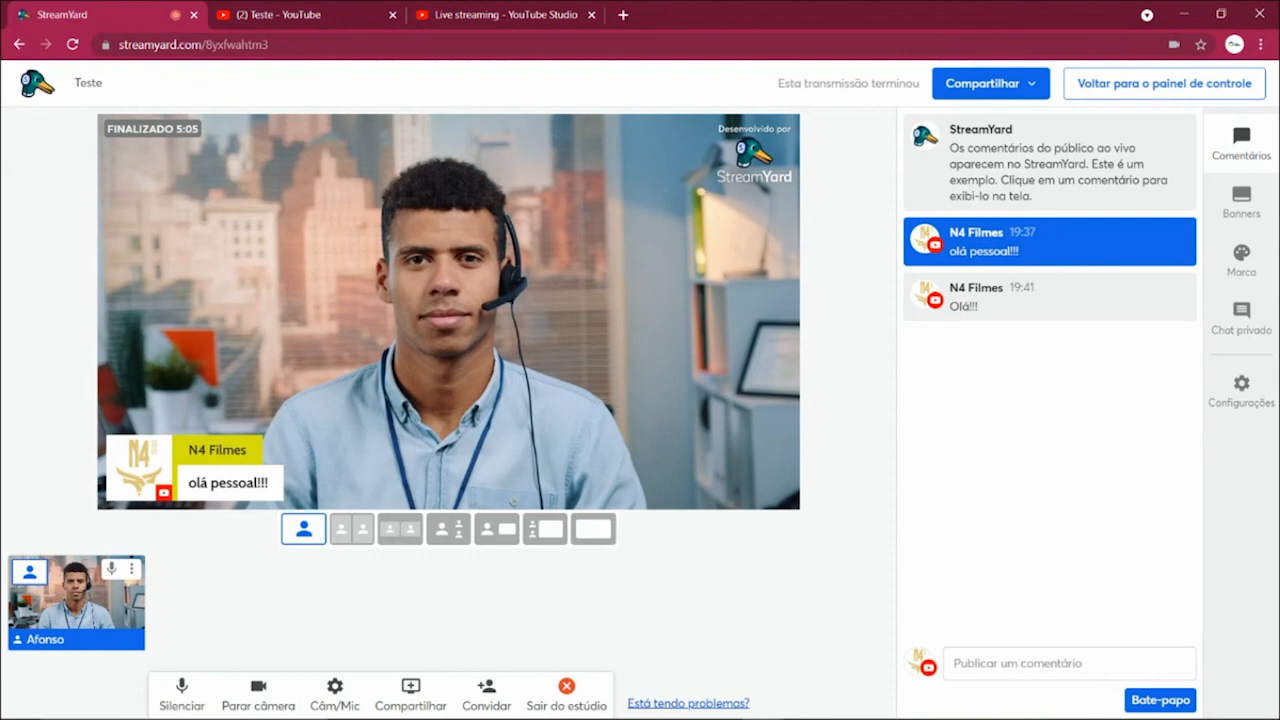 StreamYard
(2) Teste - YouTube
Live streaming - YouTube Studio
streamyard.com/8yxfwahtm3
Teste
Esta transmissão terminou
Compartilhar
Voltar para o painel de controle
FINALIZADO 5:05
Desenvolvido por
StreamYard
N4
N4 Filmes
olá pessoal!!!
Afonso
Silenciar
Parar câmera
Câm/Mic
Compartilhar
Convidar
Sair do estúdio
Está tendo problemas?
StreamYard
Os comentários do público ao vivo
aparecem no StreamYard. Este é um
exemplo. Clique em um comentário para
exibi-lo na tela.
N4 Filmes 19:37
olá pessoal!!!
N4 Filmes 19:41
Olá!!!
Publicar um comentário
Bate-papo
Comentários
Banners
Marca
Chat privado
Configurações